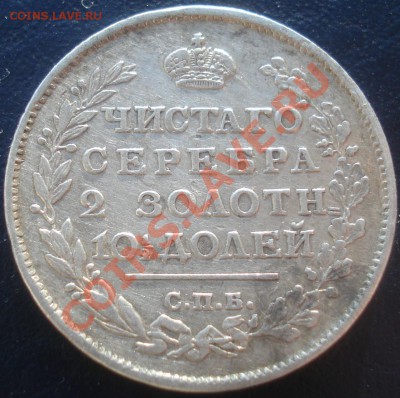 COINS.LAVE.RU
ЧИСТАГО
СЕРЕБРА
2 ЗОЛОТН.
10½ ДОЛЕЙ
С.П.Б.
COINS.LAVE.RU